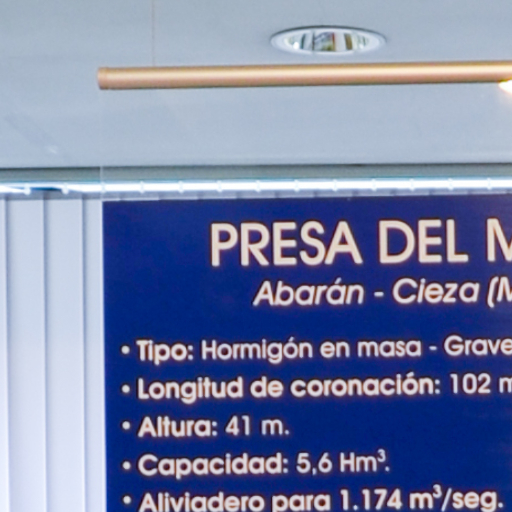 PRESA DEL
Abarán - Cieza
• Tipo: Hormigón en masa -
• Longitud de coronación: 102
• Altura: 41 m.
• Capacidad: 5,6 Hm³.
• Aliviadero para 1.174 m³/seg.